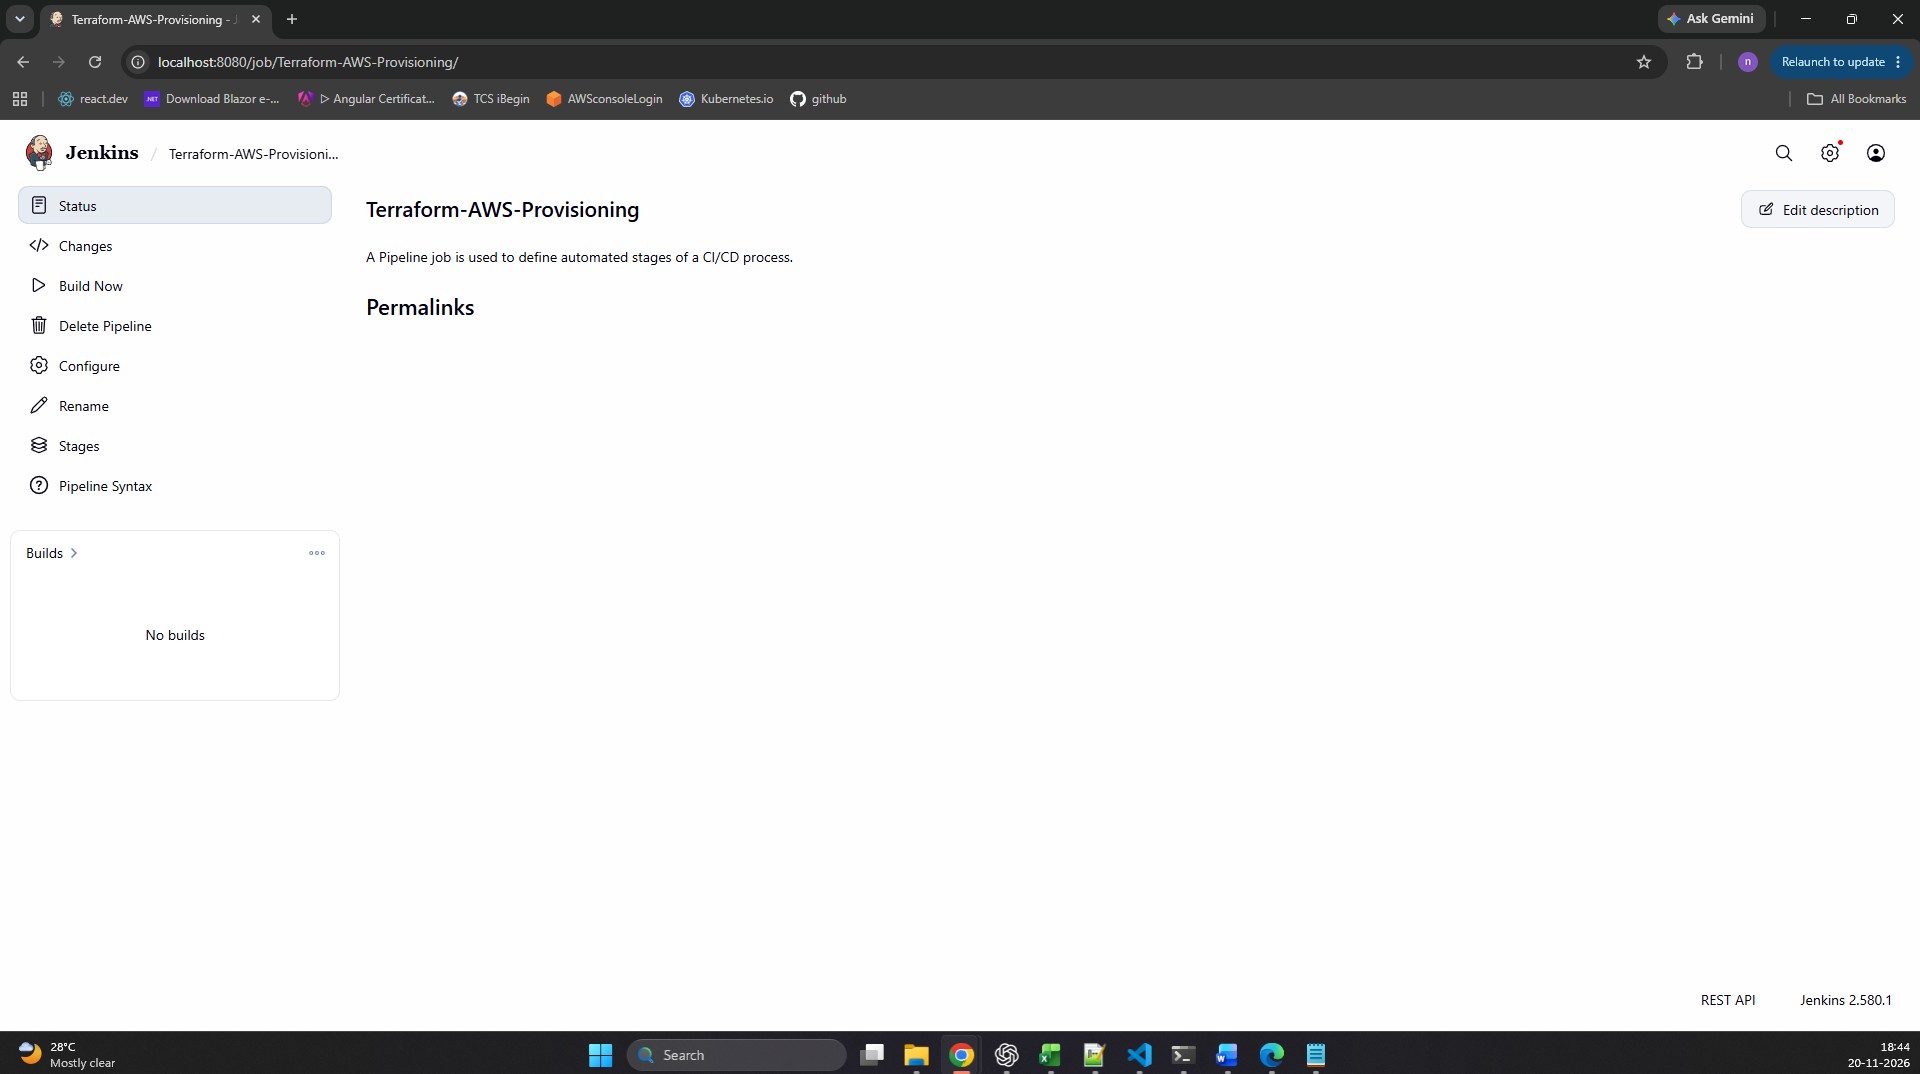 Terraform-AWS-Provisioning - J
Ask Gemini
localhost:8080/job/Terraform-AWS-Provisioning/
n
Relaunch to update
react.dev
.NET
Download Blazor e-...
▷ Angular Certificat...
TCS iBegin
AWSconsoleLogin
Kubernetes.io
github
All Bookmarks
Jenkins / Terraform-AWS-Provisioni...
Status
Changes
Build Now
Delete Pipeline
Configure
Rename
Stages
Pipeline Syntax
Builds
No builds
Terraform-AWS-Provisioning
Edit description
A Pipeline job is used to define automated stages of a CI/CD process.
Permalinks
REST API
Jenkins 2.580.1
28°C
Mostly clear
Search
18:44
20-11-2026